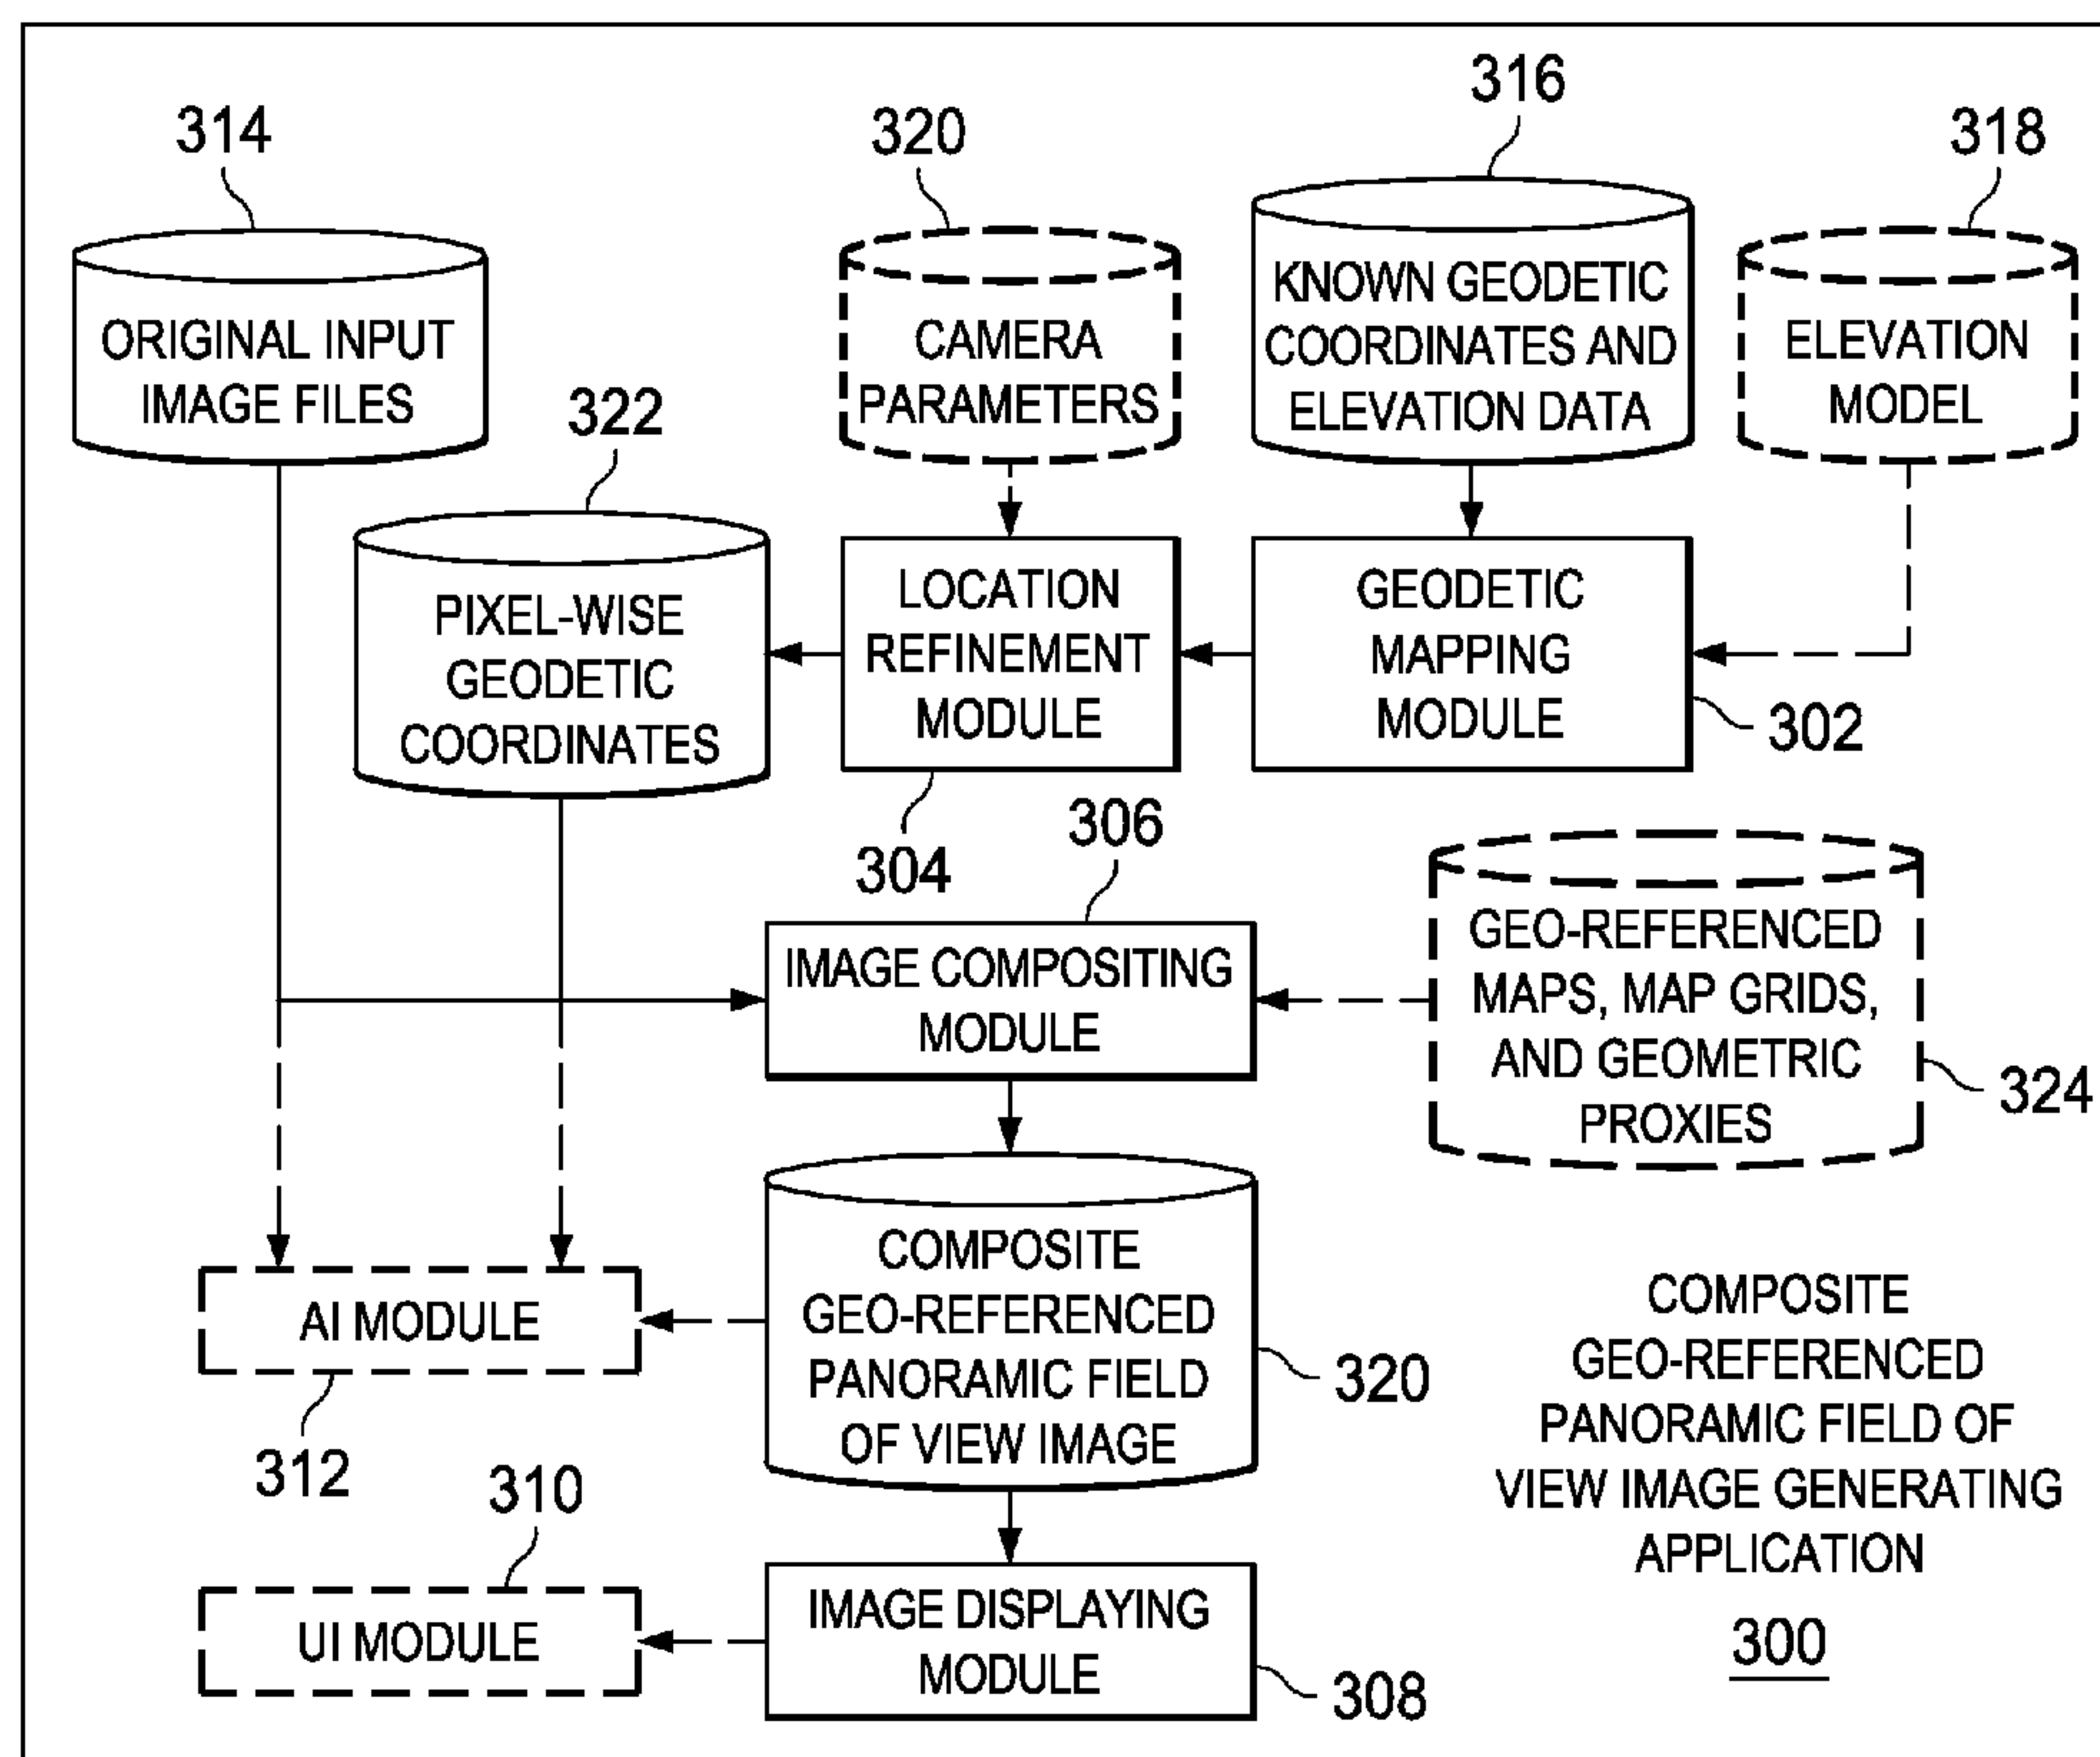 316
314
320
318
ORIGINAL INPUT
IMAGE FILES
CAMERA
PARAMETERS
KNOWN GEODETIC
COORDINATES AND
ELEVATION DATA
ELEVATION
MODEL
322
PIXEL-WISE
GEODETIC
COORDINATES
LOCATION
REFINEMENT
MODULE
GEODETIC
MAPPING
MODULE
302
304
306
IMAGE COMPOSITING
MODULE
GEO-REFERENCED
MAPS, MAP GRIDS,
AND GEOMETRIC
PROXIES
324
AI MODULE
312
COMPOSITE
GEO-REFERENCED
PANORAMIC FIELD
OF VIEW IMAGE
320
COMPOSITE
GEO-REFERENCED
PANORAMIC FIELD OF
VIEW IMAGE GENERATING
APPLICATION
300
310
UI MODULE
IMAGE DISPLAYING
MODULE
308